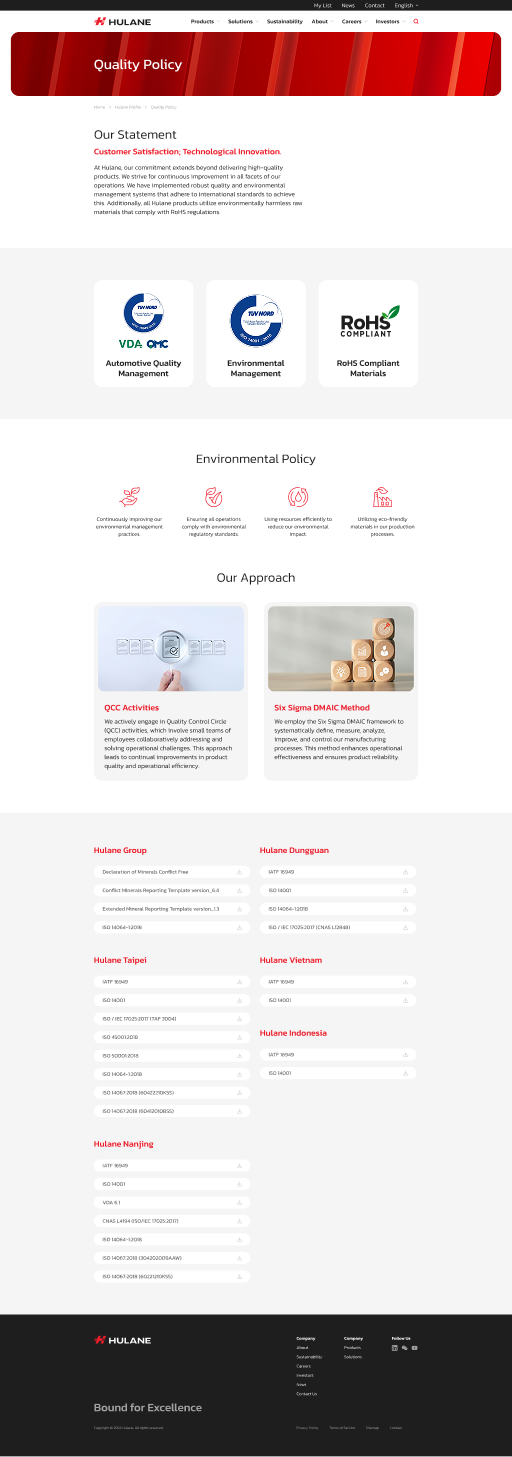 My List News Contact English
HULANE
Products Solutions Sustainability About Careers Investors
Quality Policy
Home > Hulane Profile > Quality Policy
Our Statement
Customer Satisfaction; Technological Innovation.
At Hulane, our commitment extends beyond delivering high-quality
products. We strive for continuous improvement in all facets of our
operations. We have implemented robust quality and environmental
management systems that adhere to international standards to achieve
this. Additionally, all Hulane products utilize environmentally harmless raw
materials that comply with RoHS regulations.
TÜV NORD
VDA QMC
Automotive Quality
Management
TÜV NORD
ISO 14001
Environmental
Management
RoHS
COMPLIANT
RoHS Compliant
Materials
Environmental Policy
Continuously improving our
environmental management
practices.
Ensuring all operations
comply with environmental
regulatory standards.
Using resources efficiently to
reduce our environmental
impact.
Utilizing eco-friendly
materials in our production
processes.
Our Approach
QCC Activities
We actively engage in Quality Control Circle
(QCC) activities, which involve small teams of
employees collaboratively addressing and
solving operational challenges. This approach
leads to continual improvements in product
quality and operational efficiency.
Six Sigma DMAIC Method
We employ the Six Sigma DMAIC framework to
systematically define, measure, analyze,
improve, and control our manufacturing
processes. This method enhances operational
effectiveness and ensures product reliability.
Hulane Group
Declaration of Minerals Conflict Free
Conflict Minerals Reporting Template version_6.4
Extended Mineral Reporting Template version_1.3
ISO 14064-1:2018
Hulane Dungguan
IATF 16949
ISO 14001
ISO 14064-1:2018
ISO / IEC 17025:2017 (CNAS L12848)
Hulane Taipei
IATF 16949
ISO 14001
ISO / IEC 17025:2017 (TAF 3004)
ISO 45001:2018
ISO 50001:2018
ISO 14064-1:2018
ISO 14067:2018 (60422210KSS)
ISO 14067:2018 (60412010BSS)
Hulane Vietnam
IATF 16949
ISO 14001
Hulane Indonesia
IATF 16949
ISO 14001
Hulane Nanjing
IATF 16949
ISO 14001
VDA 6.1
CNAS L4194 (ISO/IEC 17025:2017)
ISO 14064-1:2018
ISO 14067:2018 (304202001SAAW)
ISO 14067:2018 (60221210KSS)
HULANE
Company
About
Sustainability
Careers
Investors
News
Contact Us
Company
Products
Solutions
Follow Us
Bound for Excellence
Privacy Policy Sitemap